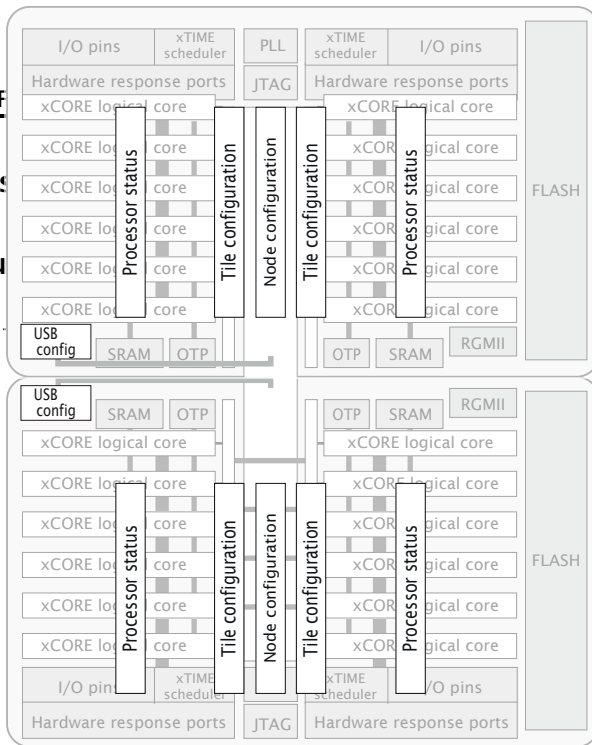 I/O pins
xTIME
scheduler
PLL
xTIME
scheduler
I/O pins
Hardware response ports
JTAG
Hardware response ports
xCORE logical core
xCORE logical core
xCORE logical core
xCORE logical core
xCORE logical core
xCORE logical core
xCORE logical core
xCORE logical core
xCORE logical core
xCORE logical core
xCORE logical core
xCORE logical core
Processor status
Tile configuration
Node configuration
Tile configuration
Processor status
FLASH
USB
config
SRAM
OTP
OTP
SRAM
RGMII
USB
config
SRAM
OTP
OTP
SRAM
RGMII
xCORE logical core
xCORE logical core
xCORE logical core
xCORE logical core
xCORE logical core
xCORE logical core
xCORE logical core
xCORE logical core
xCORE logical core
xCORE logical core
xCORE logical core
xCORE logical core
Processor status
Tile configuration
Node configuration
Tile configuration
Processor status
FLASH
I/O pins
xTIME
scheduler
xTIME
scheduler
I/O pins
Hardware response ports
JTAG
Hardware response ports